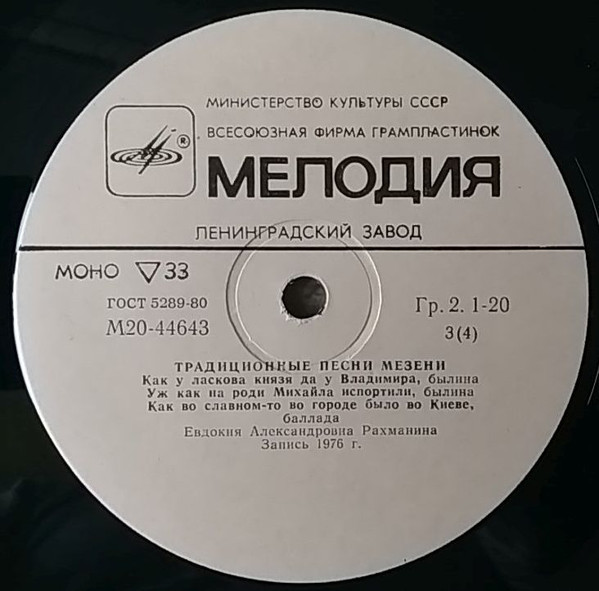 МИНИСТЕРСТВО КУЛЬТУРЫ СССР
ВСЕСОЮЗНАЯ ФИРМА ГРАМПЛАСТИНОК
®
МЕЛОДИЯ
ЛЕНИНГРАДСКИЙ ЗАВОД
МОНО ▽ 33
ГОСТ 5289-80
Гр. 2. 1-20
М20-44643
3(4)
ТРАДИЦИОННЫЕ ПЕСНИ МЕЗЕНИ
Как у ласкова князя да у Владимира, былина
Уж как на роди Михайла испортили, былина
Как во славном-то во городе было во Киеве,
баллада
Евдокия Александровна Рахманина
Запись 1976 г.